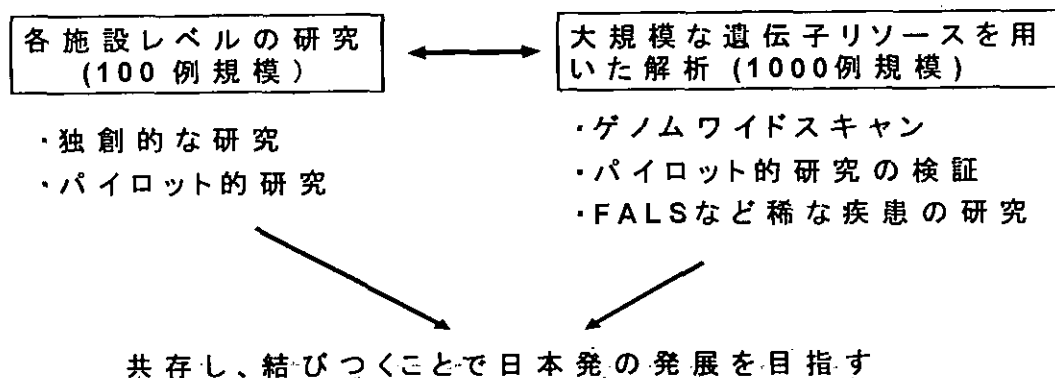 各施設レベルの研究
(100 例規模)
大規模な遺伝子リソースを用
いた解析 (1000例規模)
・独創的な研究
・パイロット的研究
・ゲノムワイドスキャン
・パイロット的研究の検証
・FALSなど稀な疾患の研究
共存し、結びつくことで日本発の発展を目指す